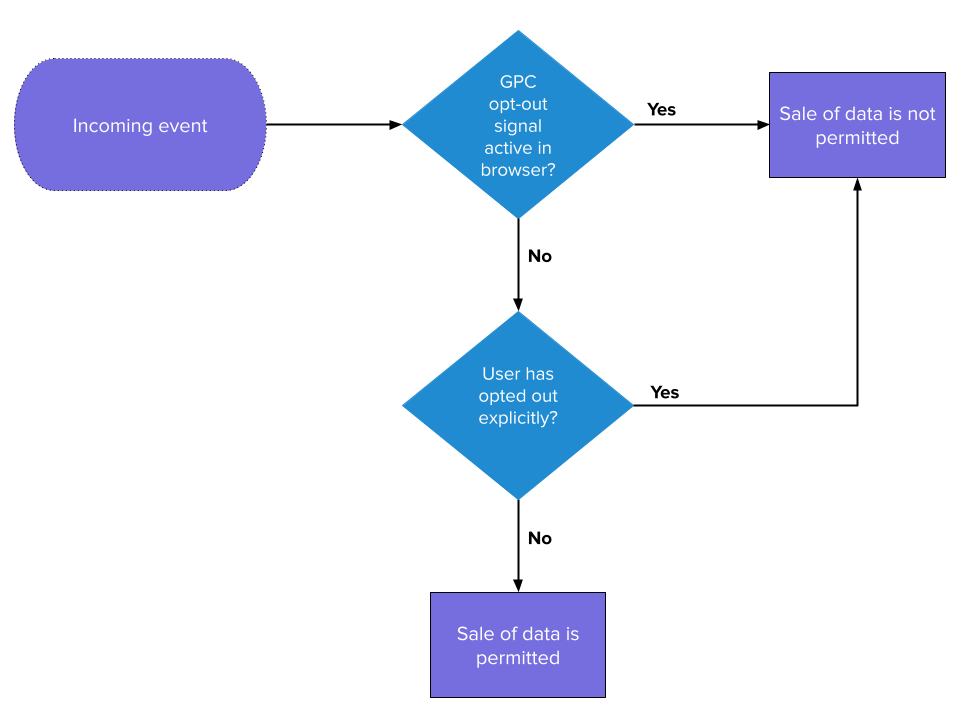 Incoming event
GPC
opt-out
signal
active in
browser?
Yes
Sale of data is not
permitted
No
User has
opted out
explicitly?
Yes
No
Sale of data is
permitted